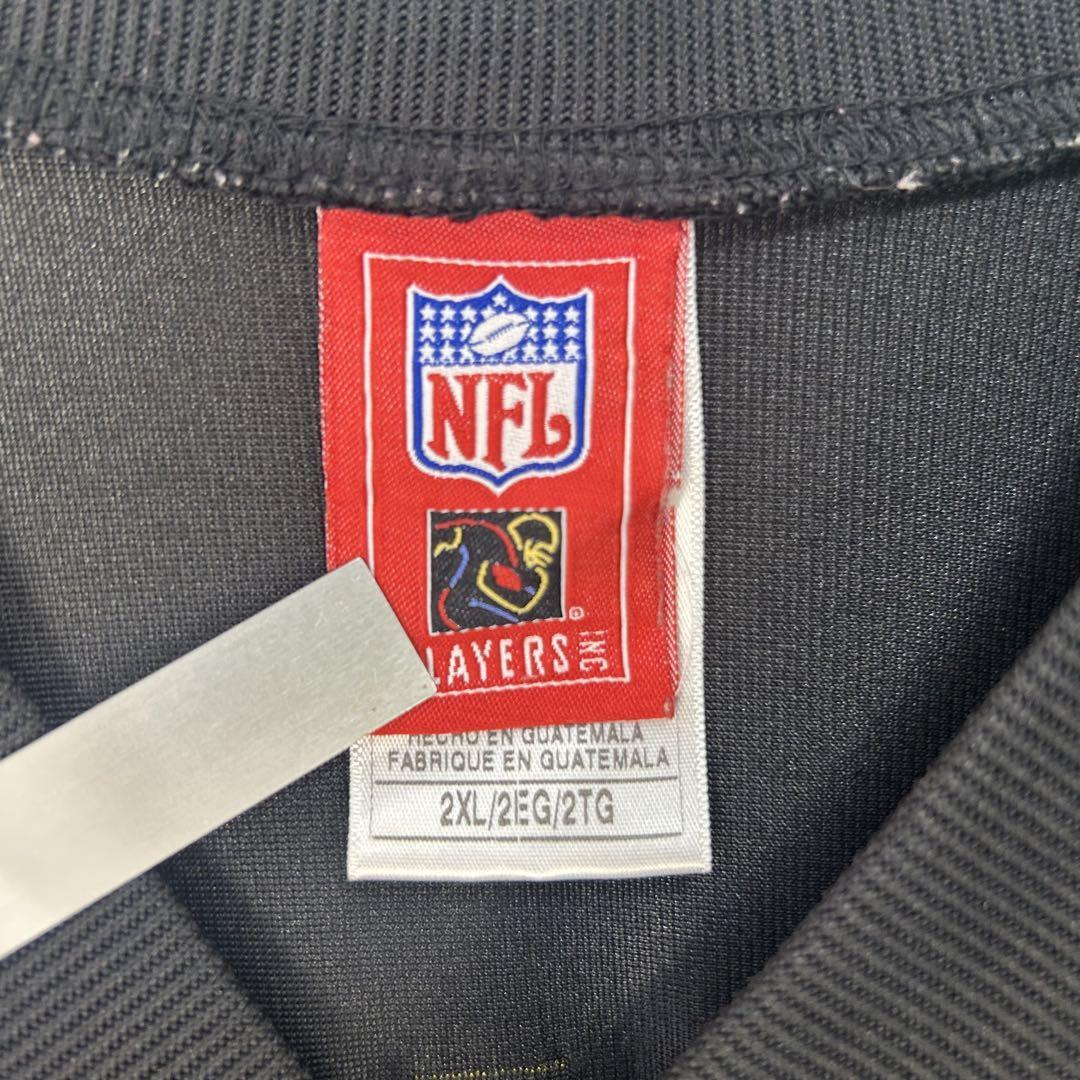 NFL
©
LAYERS INC
HECHO EN GUATEMALA
FABRIQUE EN GUATEMALA
2XL/2EG/2TG